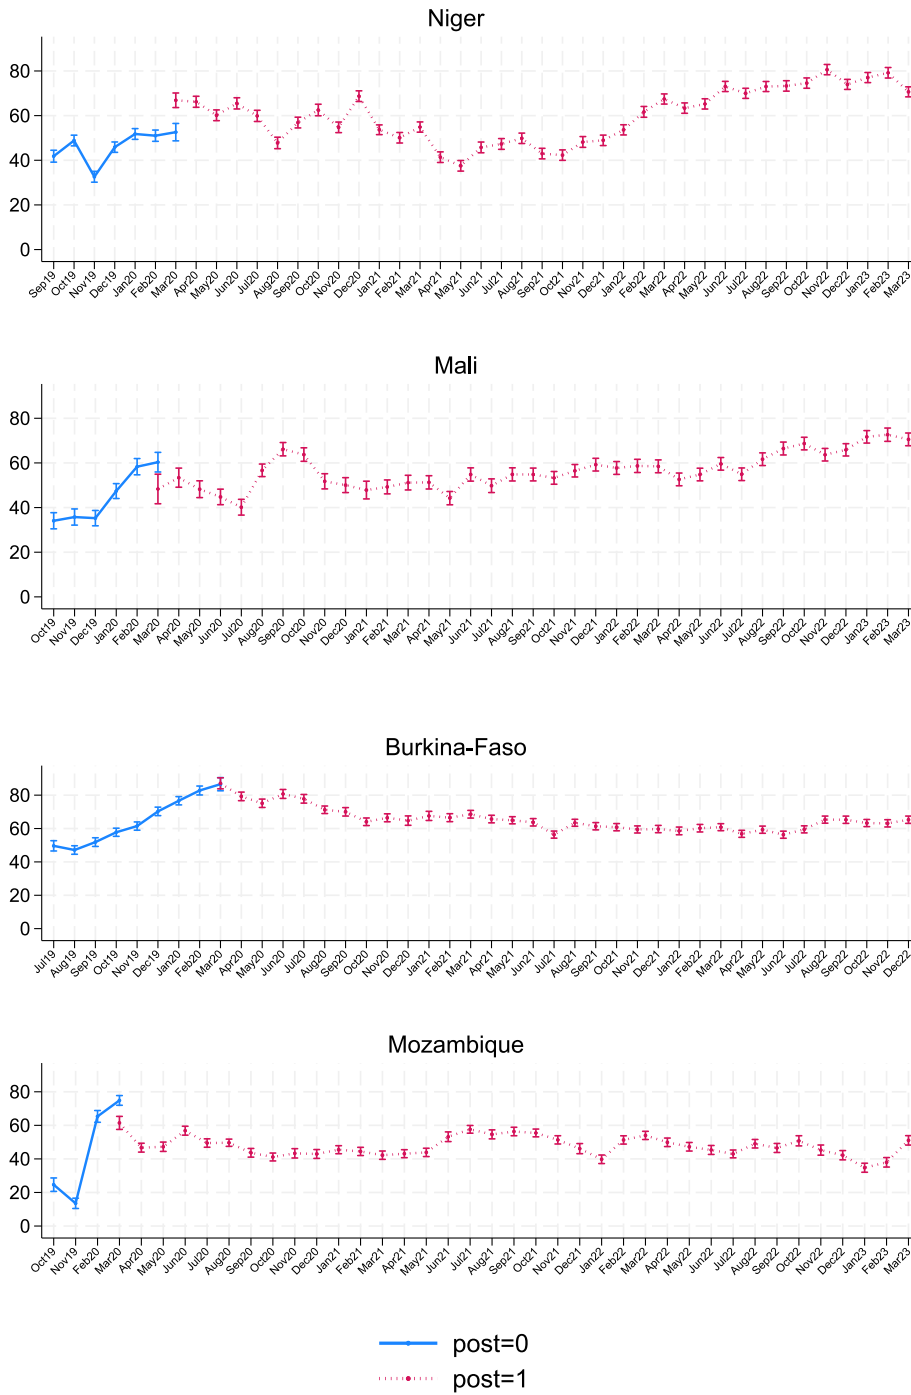 Niger
80
60
40
20
0
Sep19 Oct19 Nov19 Dec19 Jan20 Feb20 Mar20 Apr20 May20 Jun20 Jul20 Aug20 Sep20 Oct20 Nov20 Dec20 Jan21 Feb21 Mar21 Apr21 May21 Jun21 Jul21 Aug21 Sep21 Oct21 Nov21 Dec21 Jan22 Feb22 Mar22 Apr22 May22 Jun22 Jul22 Aug22 Sep22 Oct22 Nov22 Dec22 Jan23 Feb23 Mar23
Mali
80
60
40
20
0
Oct19 Nov19 Dec19 Jan20 Feb20 Mar20 Apr20 May20 Jun20 Jul20 Aug20 Sep20 Oct20 Nov20 Dec20 Jan21 Feb21 Mar21 Apr21 May21 Jun21 Jul21 Aug21 Sep21 Oct21 Nov21 Dec21 Jan22 Feb22 Mar22 Apr22 May22 Jun22 Jul22 Aug22 Sep22 Oct22 Nov22 Dec22 Jan23 Feb23 Mar23
Burkina-Faso
80
60
40
20
0
Jul19 Aug19 Sep19 Oct19 Nov19 Dec19 Jan20 Feb20 Mar20 Apr20 May20 Jun20 Jul20 Aug20 Sep20 Oct20 Nov20 Dec20 Jan21 Feb21 Mar21 Apr21 May21 Jun21 Jul21 Aug21 Sep21 Oct21 Nov21 Dec21 Jan22 Feb22 Mar22 Apr22 May22 Jun22 Jul22 Aug22 Sep22 Oct22 Nov22 Dec22
Mozambique
80
60
40
20
0
Oct19 Nov19 Feb20 Mar20 Apr20 May20 Jun20 Jul20 Aug20 Sep20 Oct20 Nov20 Dec20 Jan21 Feb21 Mar21 Apr21 May21 Jun21 Jul21 Aug21 Sep21 Oct21 Nov21 Dec21 Jan22 Feb22 Mar22 Apr22 May22 Jun22 Jul22 Aug22 Sep22 Oct22 Nov22 Dec22 Jan23 Feb23 Mar23
post=0
post=1